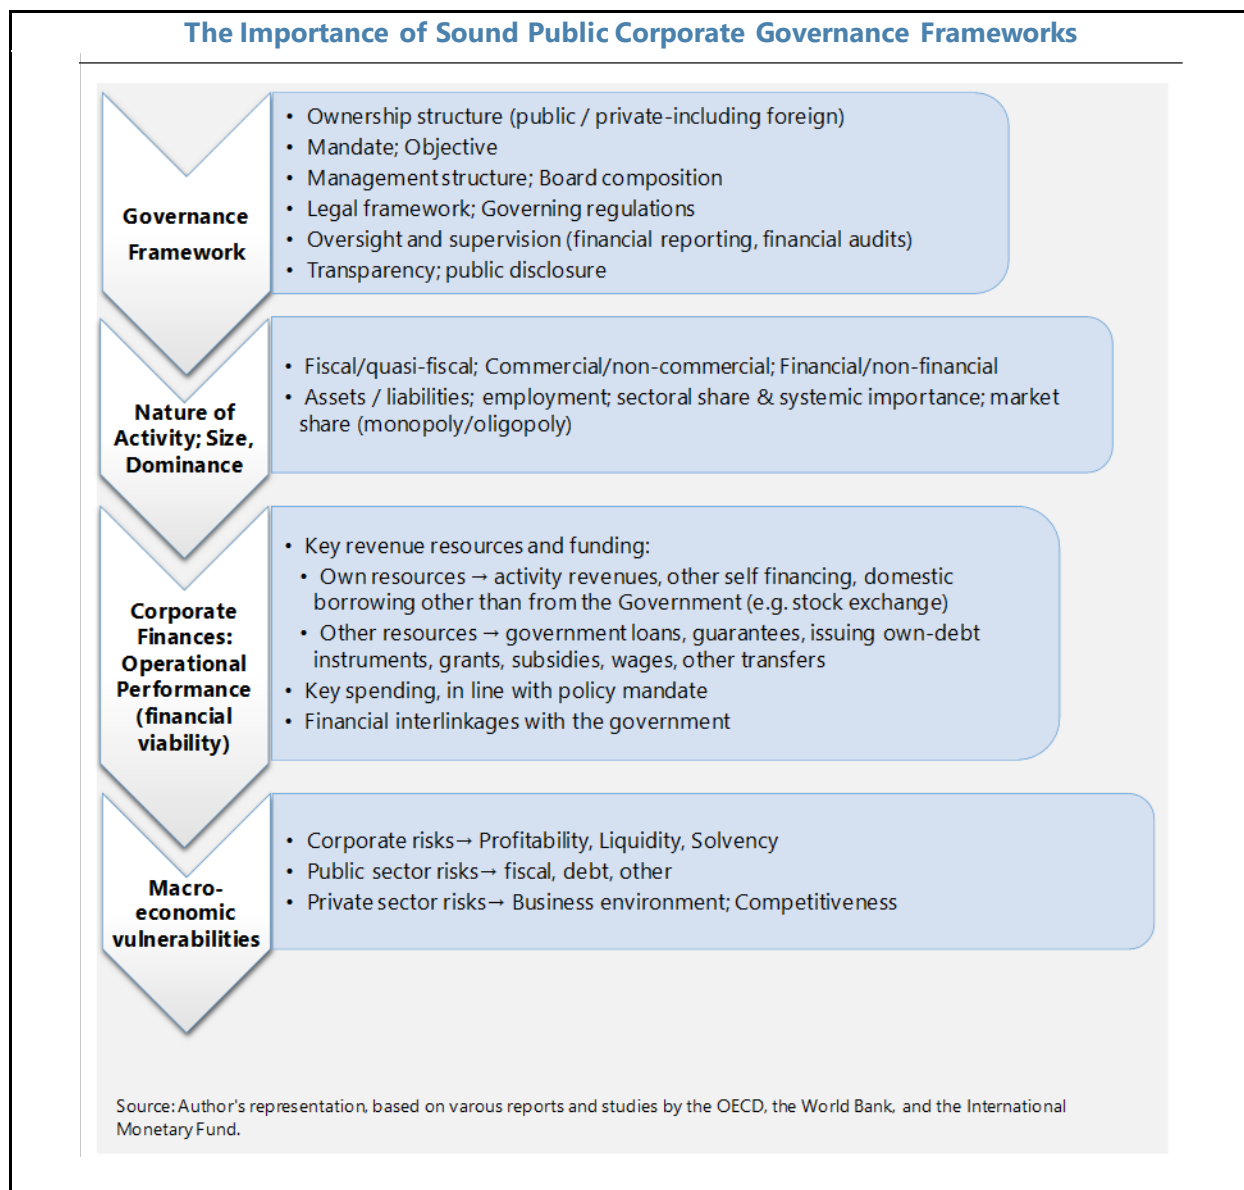 The Importance of Sound Public Corporate Governance Frameworks
Governance
Framework
• Ownership structure (public / private-including foreign)
• Mandate; Objective
• Management structure; Board composition
• Legal framework; Governing regulations
• Oversight and supervision (financial reporting, financial audits)
• Transparency; public disclosure
Nature of
Activity; Size,
Dominance
• Fiscal/quasi-fiscal; Commercial/non-commercial; Financial/non-financial
• Assets / liabilities; employment; sectoral share & systemic importance; market
share (monopoly/oligopoly)
Corporate
Finances:
Operational
Performance
(financial
viability)
• Key revenue resources and funding:
• Own resources → activity revenues, other self financing, domestic
borrowing other than from the Government (e.g. stock exchange)
• Other resources → government loans, guarantees, issuing own-debt
instruments, grants, subsidies, wages, other transfers
• Key spending, in line with policy mandate
• Financial interlinkages with the government
Macro-
economic
vulnerabilities
• Corporate risks→ Profitability, Liquidity, Solvency
• Public sector risks→ fiscal, debt, other
• Private sector risks→ Business environment; Competitiveness
Source: Author's representation, based on varous reports and studies by the OECD, the World Bank, and the International
Monetary Fund.